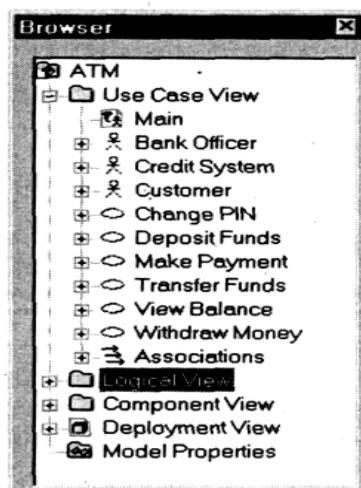 Browser
ATM
Use Case View
Main
Bank Officer
Credit System
Customer
Change PIN
Deposit Funds
Make Payment
Transfer Funds
View Balance
Withdraw Money
Associations
Logical View
Component View
Deployment View
Model Properties